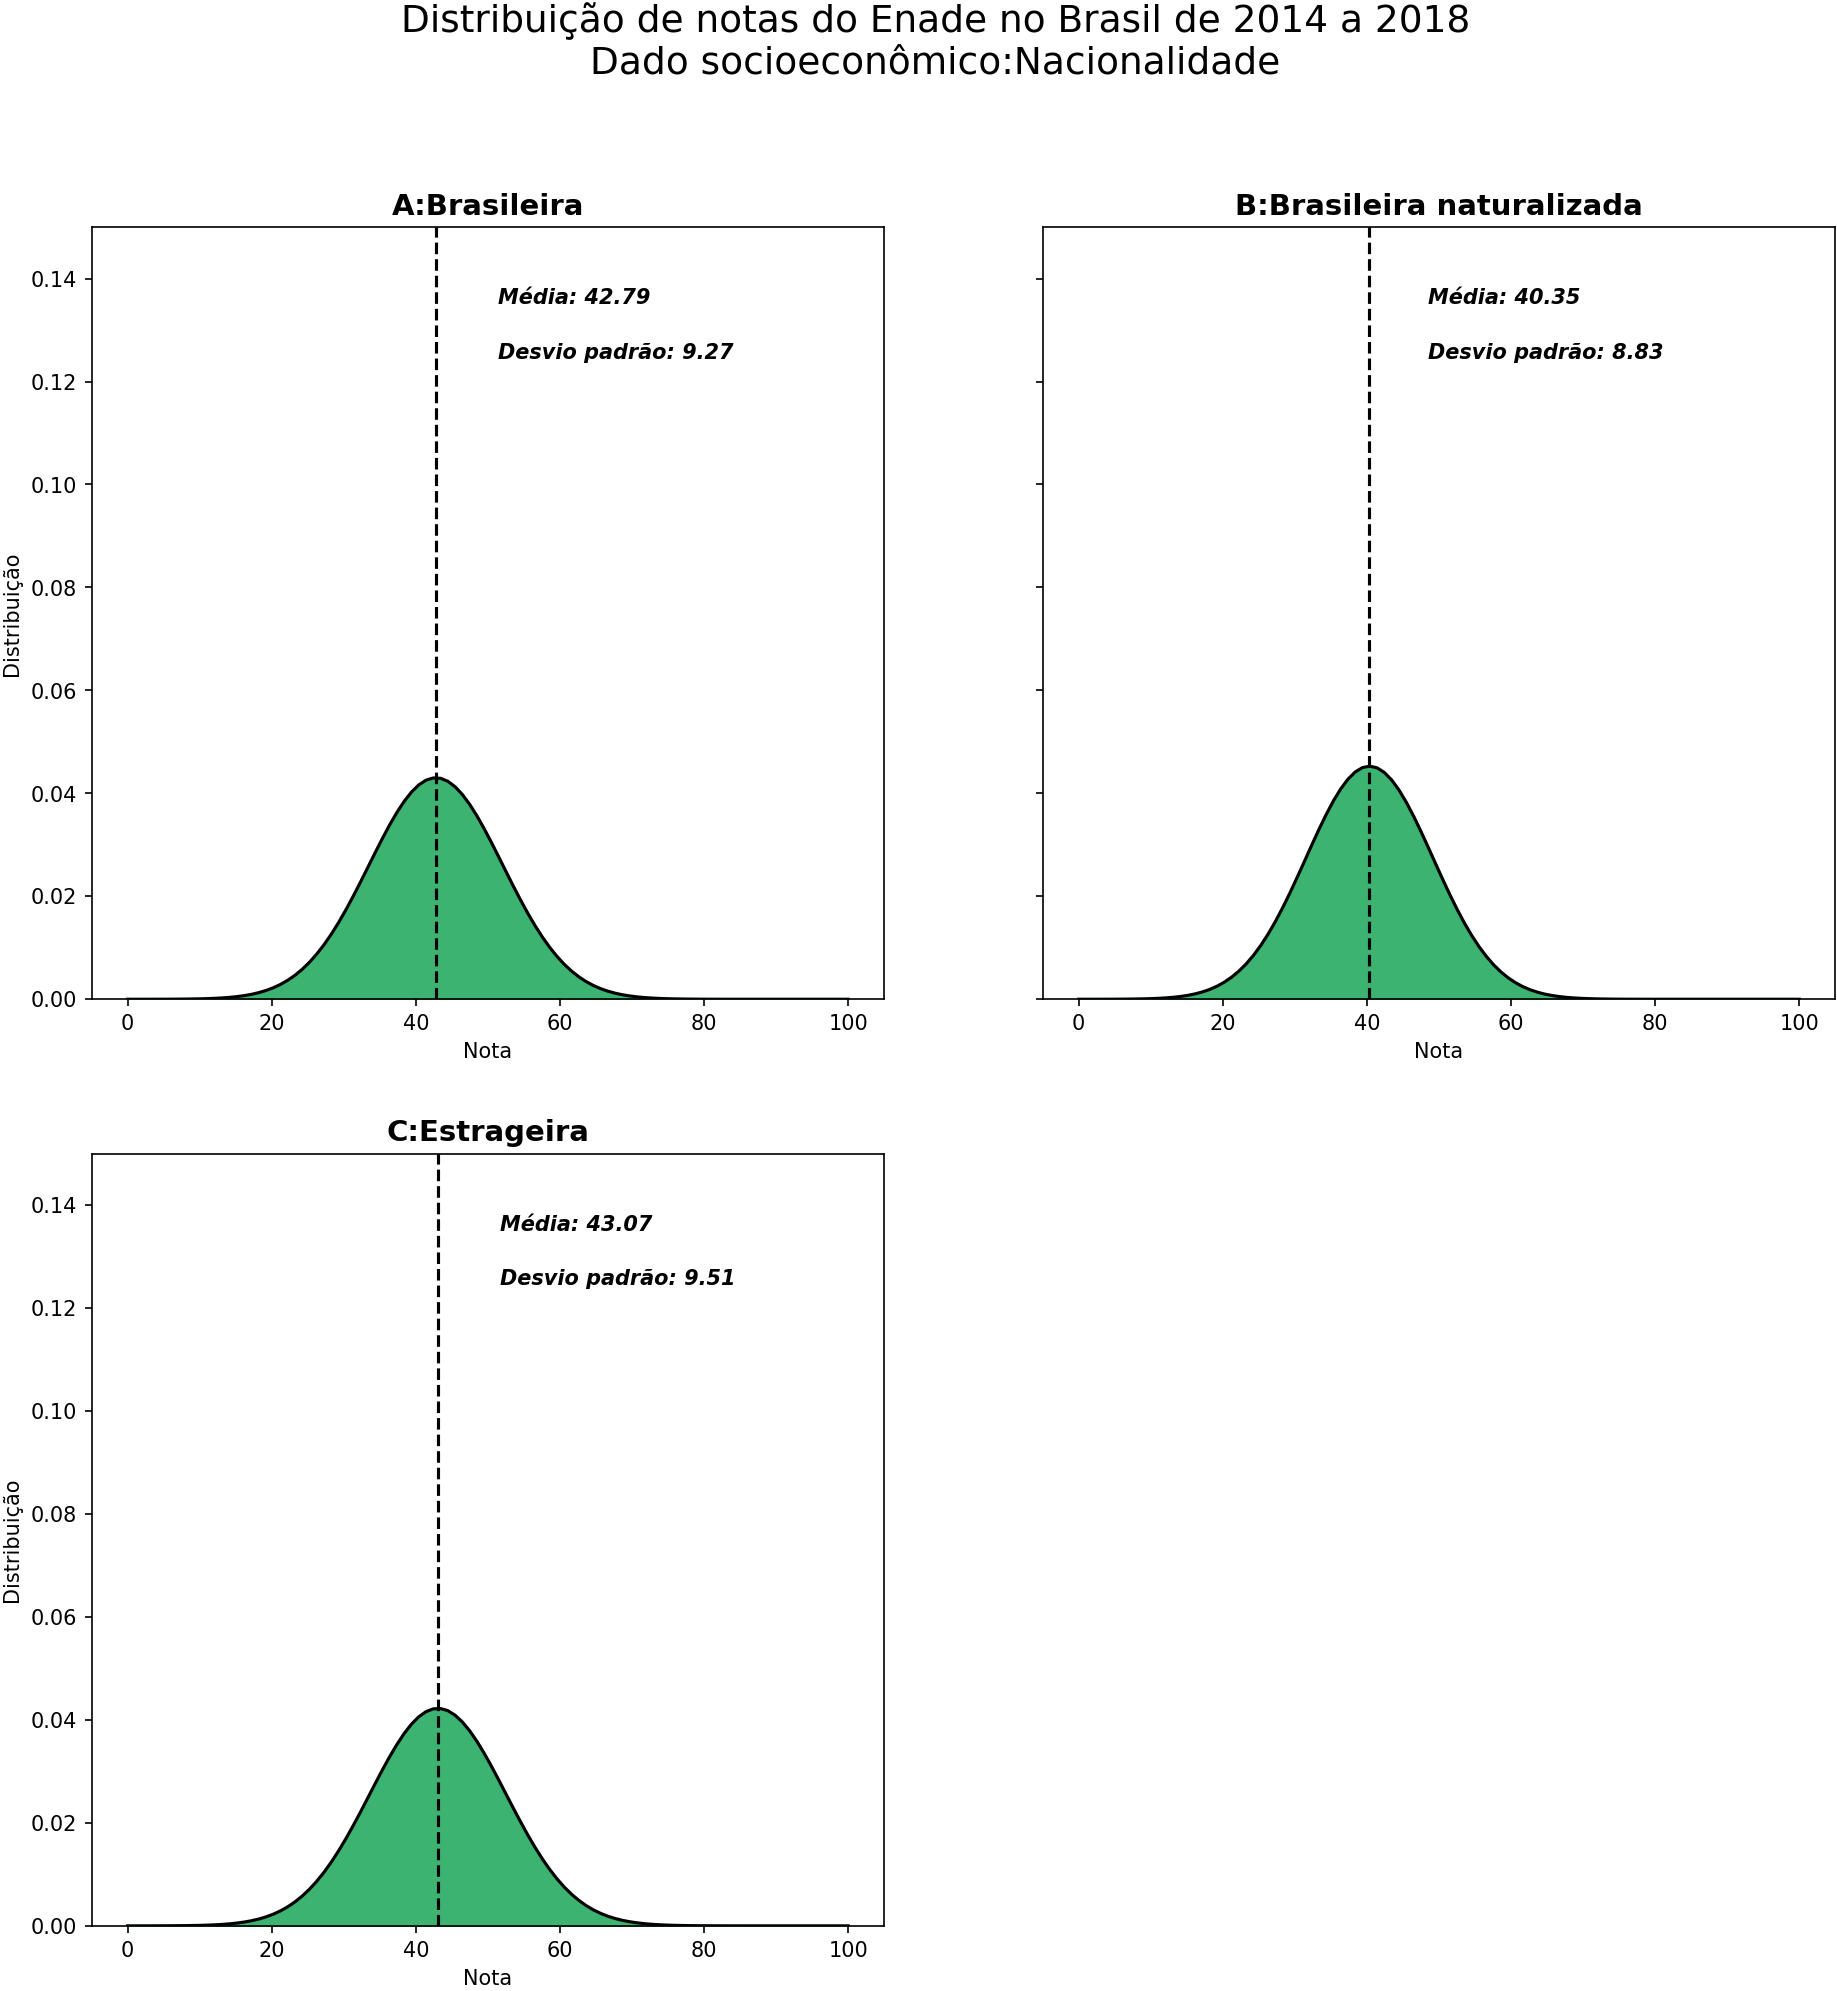 Distribuição de notas do Enade no Brasil de 2014 a 2018
Dado socioeconômico:Nacionalidade
A:Brasileira
Média: 42.79
Desvio padrão: 9.27
Distribuição
0.14
0.12
0.10
0.08
0.06
0.04
0.02
0.00
0 20 40 60 80 100
Nota
B:Brasileira naturalizada
Média: 40.35
Desvio padrão: 8.83
0 20 40 60 80 100
Nota
C:Estrageira
Média: 43.07
Desvio padrão: 9.51
Distribuição
0.14
0.12
0.10
0.08
0.06
0.04
0.02
0.00
0 20 40 60 80 100
Nota